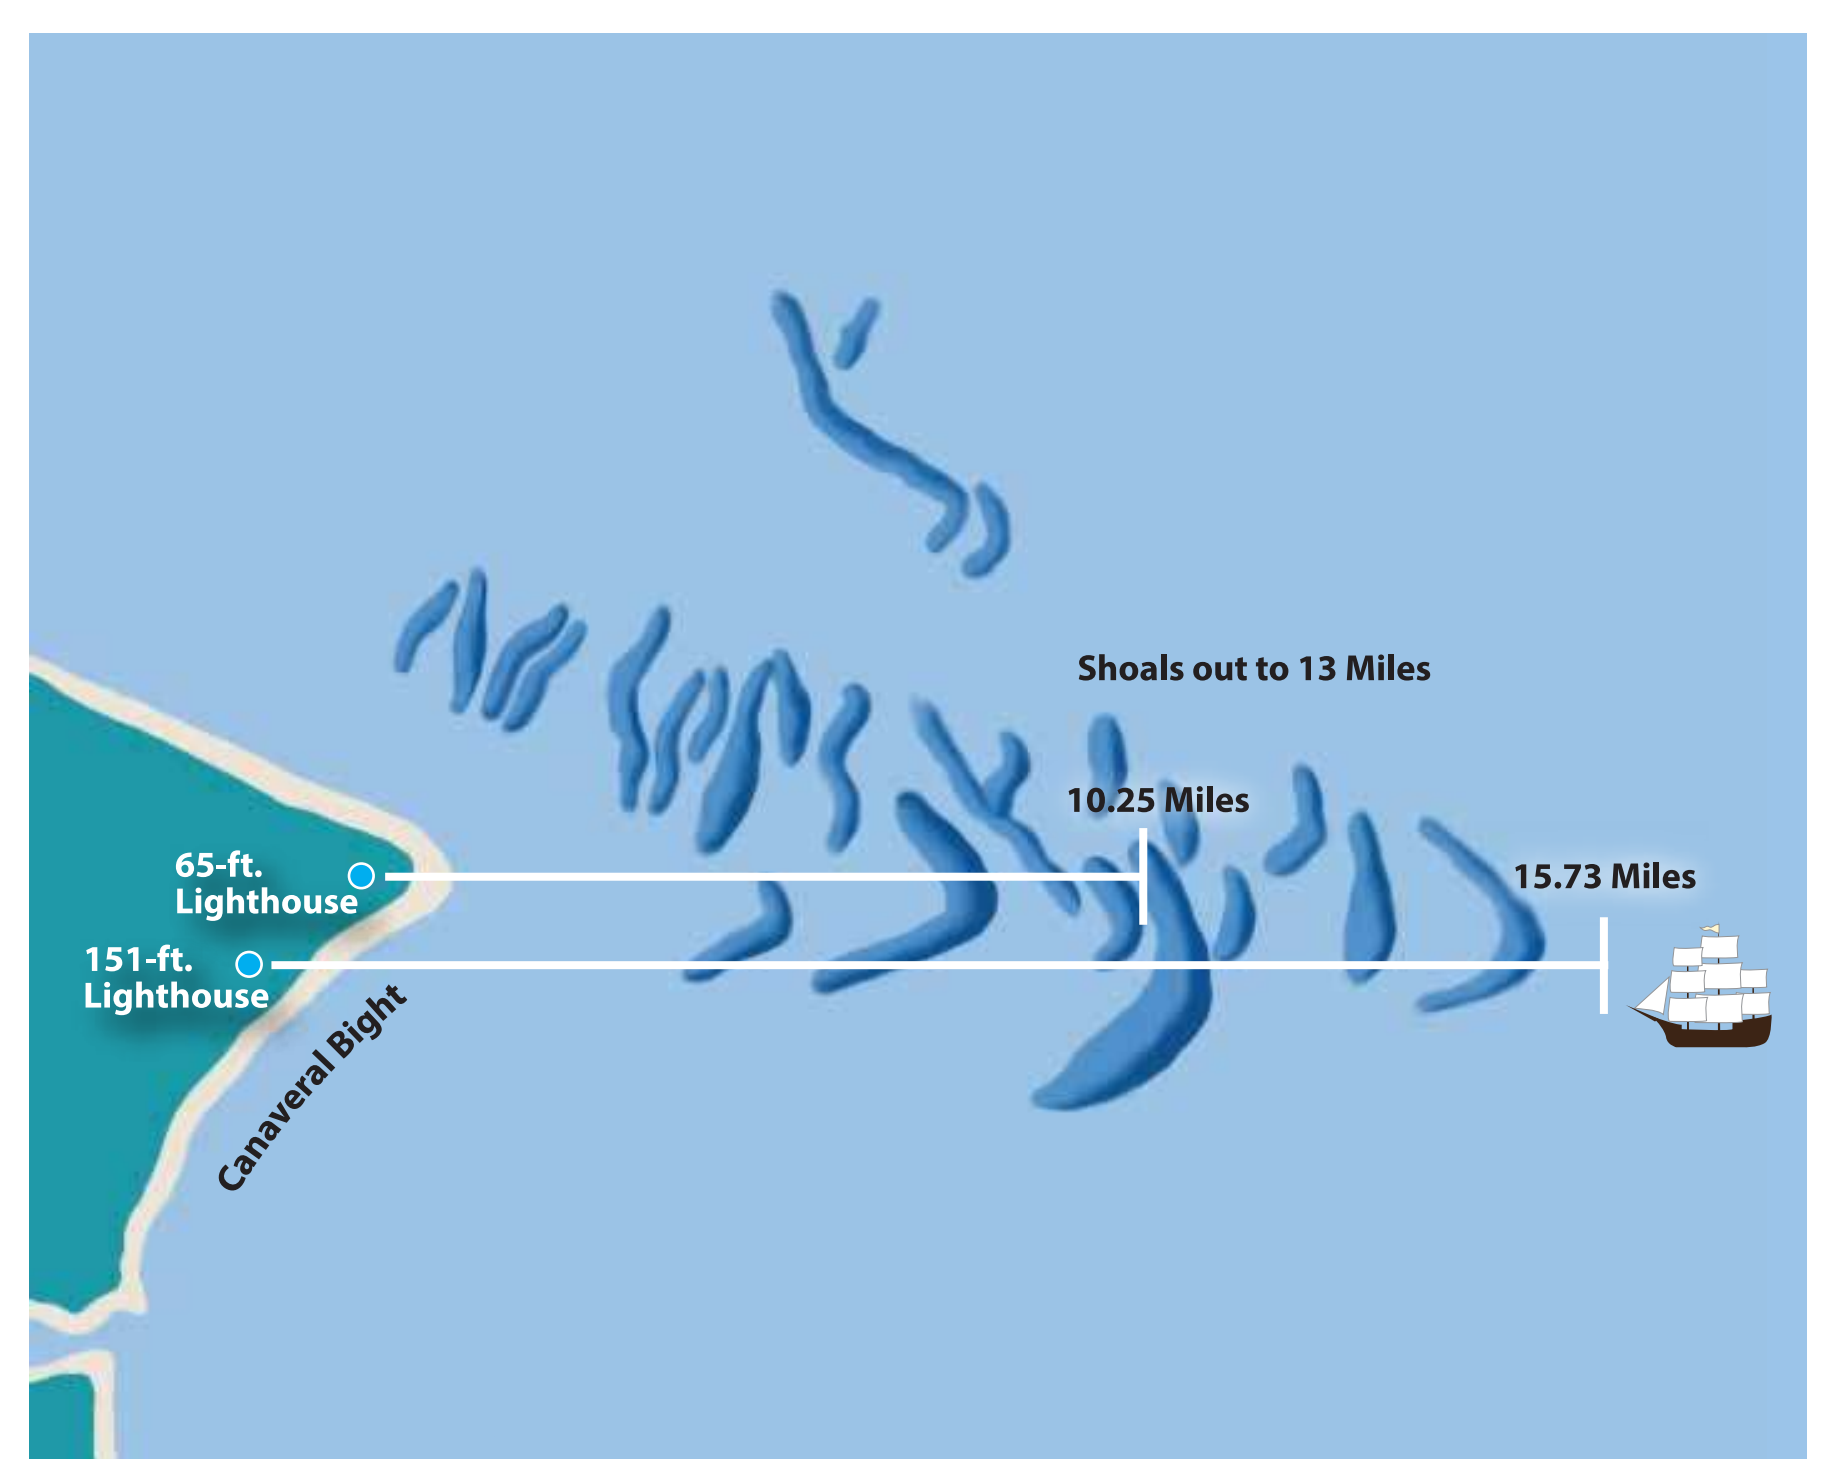 Shoals out to 13 Miles
10.25 Miles
65-ft.
Lighthouse
15.73 Miles
151-ft.
Lighthouse
Canaveral Bight